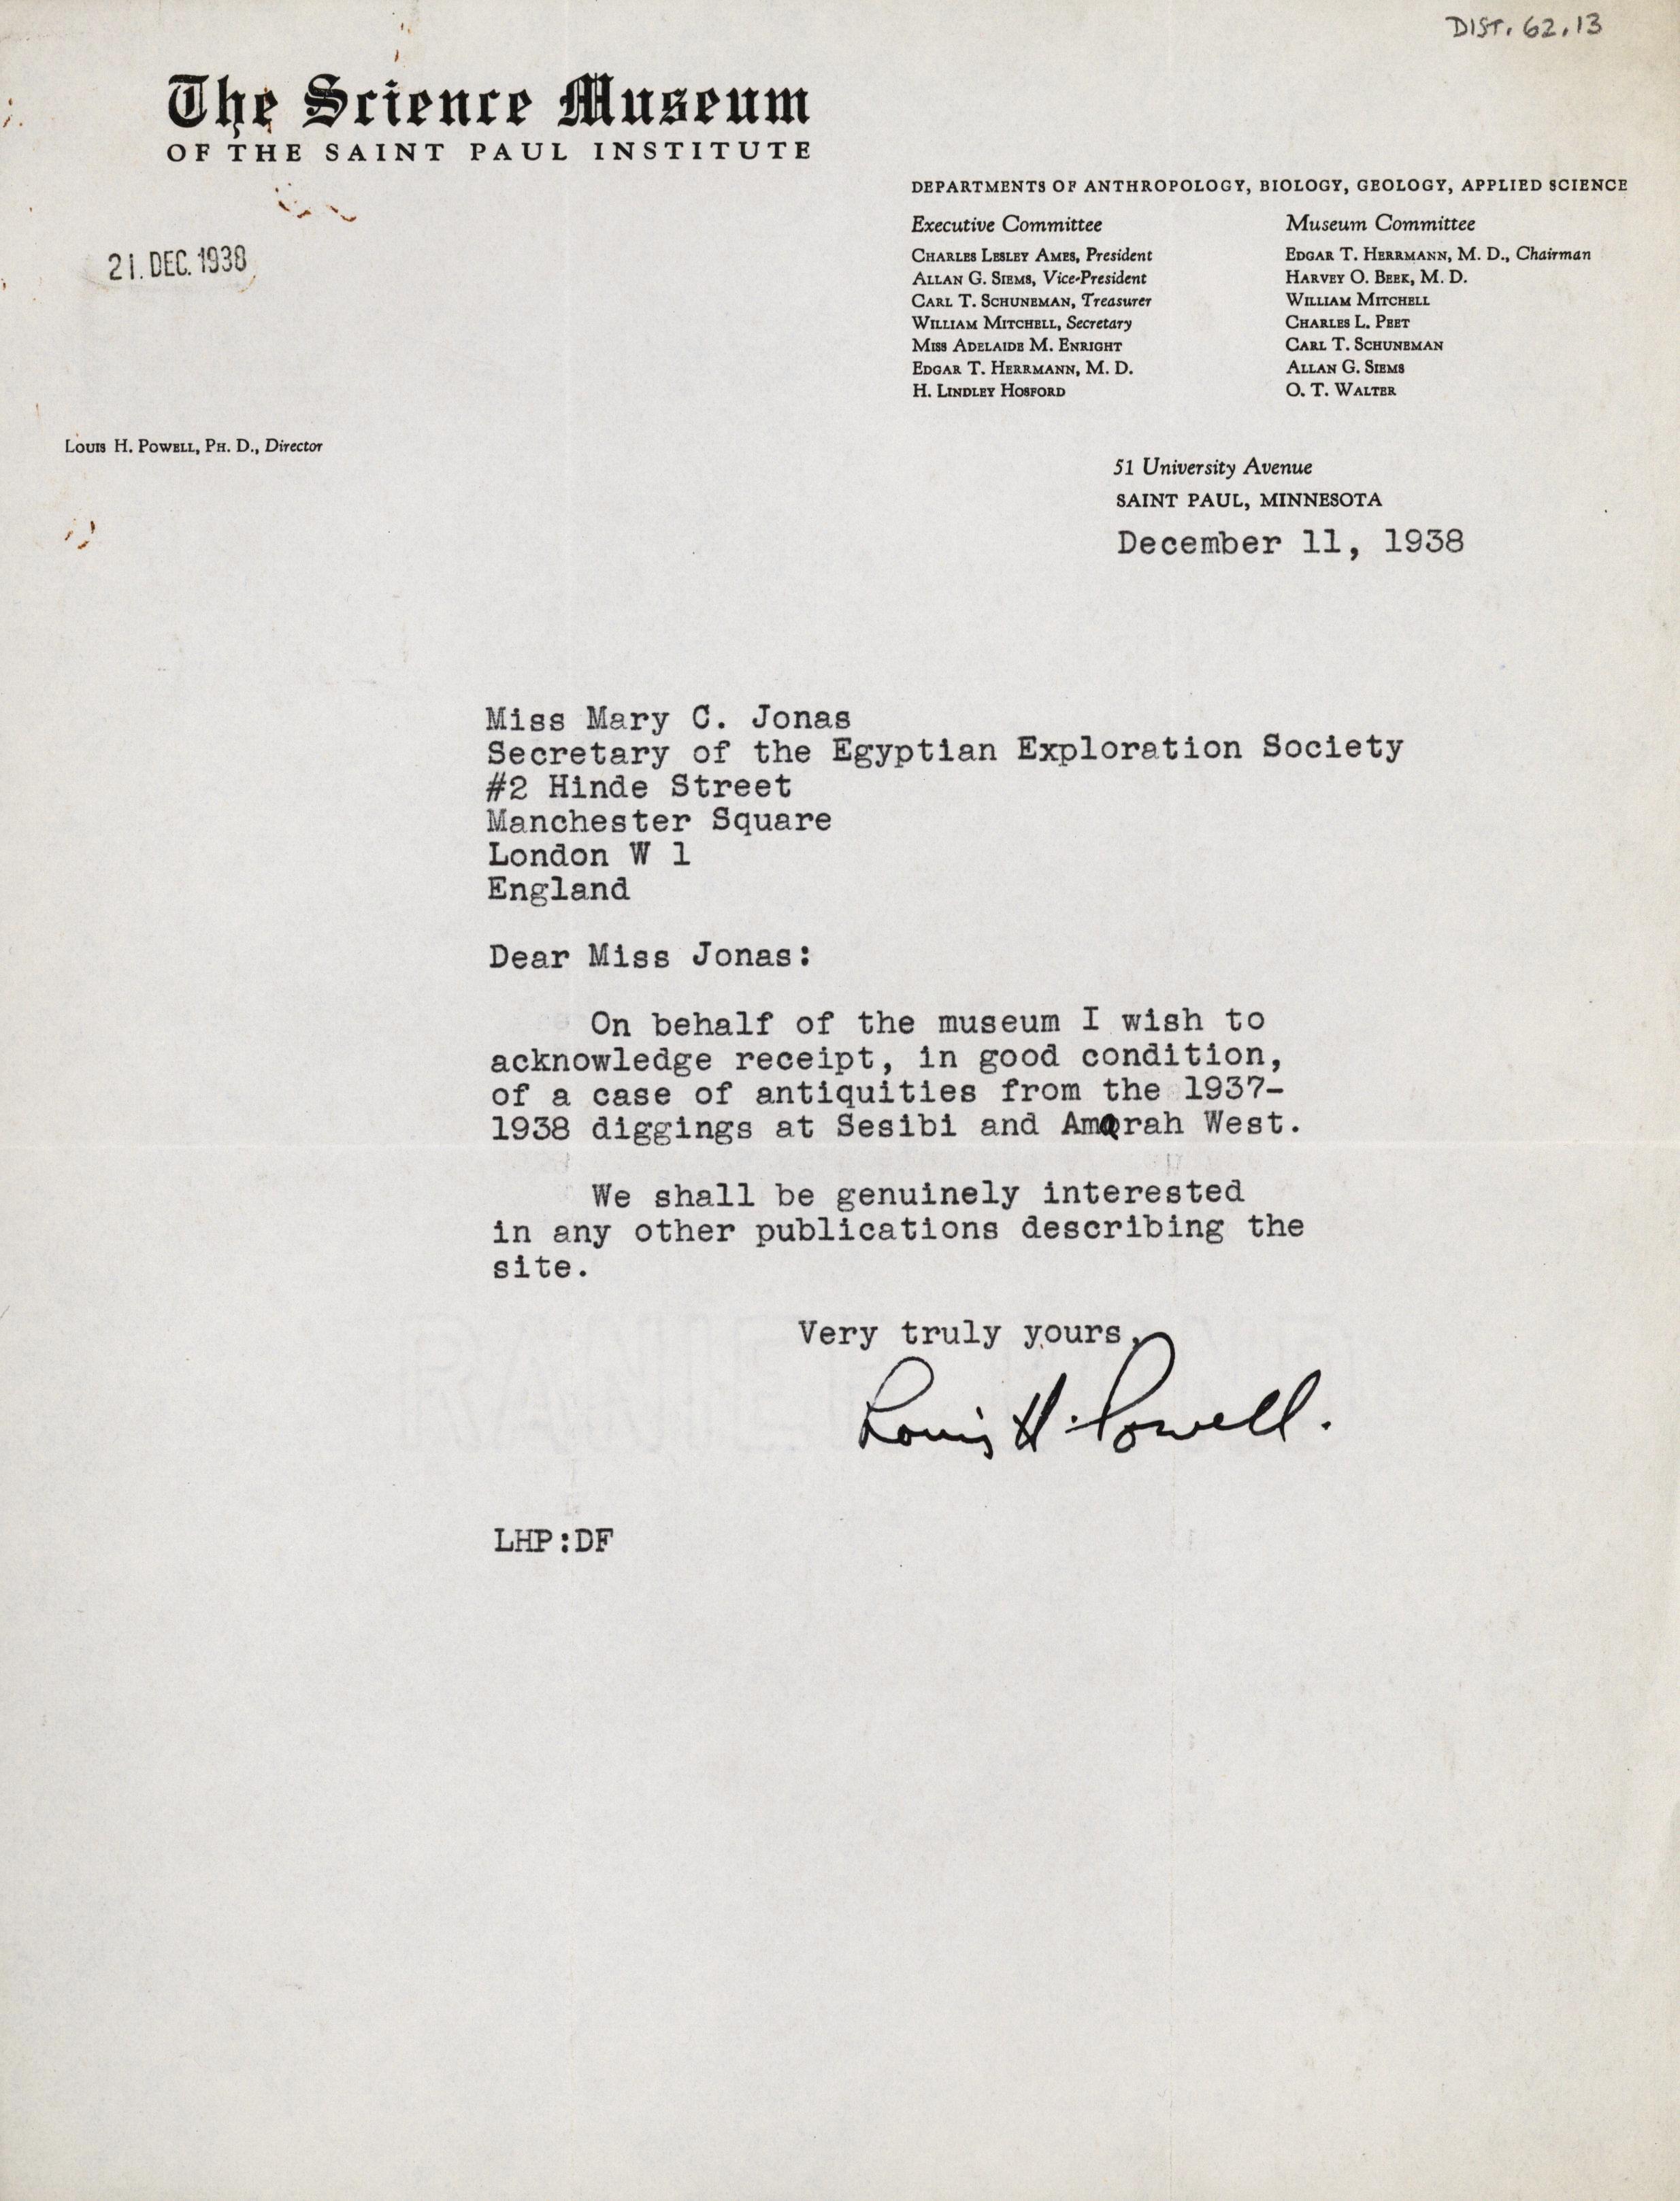 DIST. 62.13
The Science Museum
OF THE SAINT PAUL INSTITUTE
DEPARTMENTS OF ANTHROPOLOGY, BIOLOGY, GEOLOGY, APPLIED SCIENCE
Executive Committee
CHARLES LESLEY AMES, President
ALLAN G. SIEMS, Vice-President
CARL T. SCHUNEMAN, Treasurer
WILLIAM MITCHELL, Secretary
MISS ADELAIDE M. ENRIGHT
EDGAR T. HERRMANN, M. D.
H. LINDLEY HOSFORD
Museum Committee
EDGAR T. HERRMANN, M. D., Chairman
HARVEY O. BEEK, M. D.
WILLIAM MITCHELL
CHARLES L. PEET
CARL T. SCHUNEMAN
ALLAN G. SIEMS
O. T. WALTER
21. DEC. 1938
LOUIS H. POWELL, PH. D., Director
51 University Avenue
SAINT PAUL, MINNESOTA
December 11, 1938
Miss Mary C. Jonas
Secretary of the Egyptian Exploration Society
#2 Hinde Street
Manchester Square
London W 1
England
Dear Miss Jonas:
On behalf of the museum I wish to
acknowledge receipt, in good condition,
of a case of antiquities from the 1937-
1938 diggings at Sesibi and Amarah West.
We shall be genuinely interested
in any other publications describing the
site.
Very truly yours,
Louis H. Powell.
LHP:DF